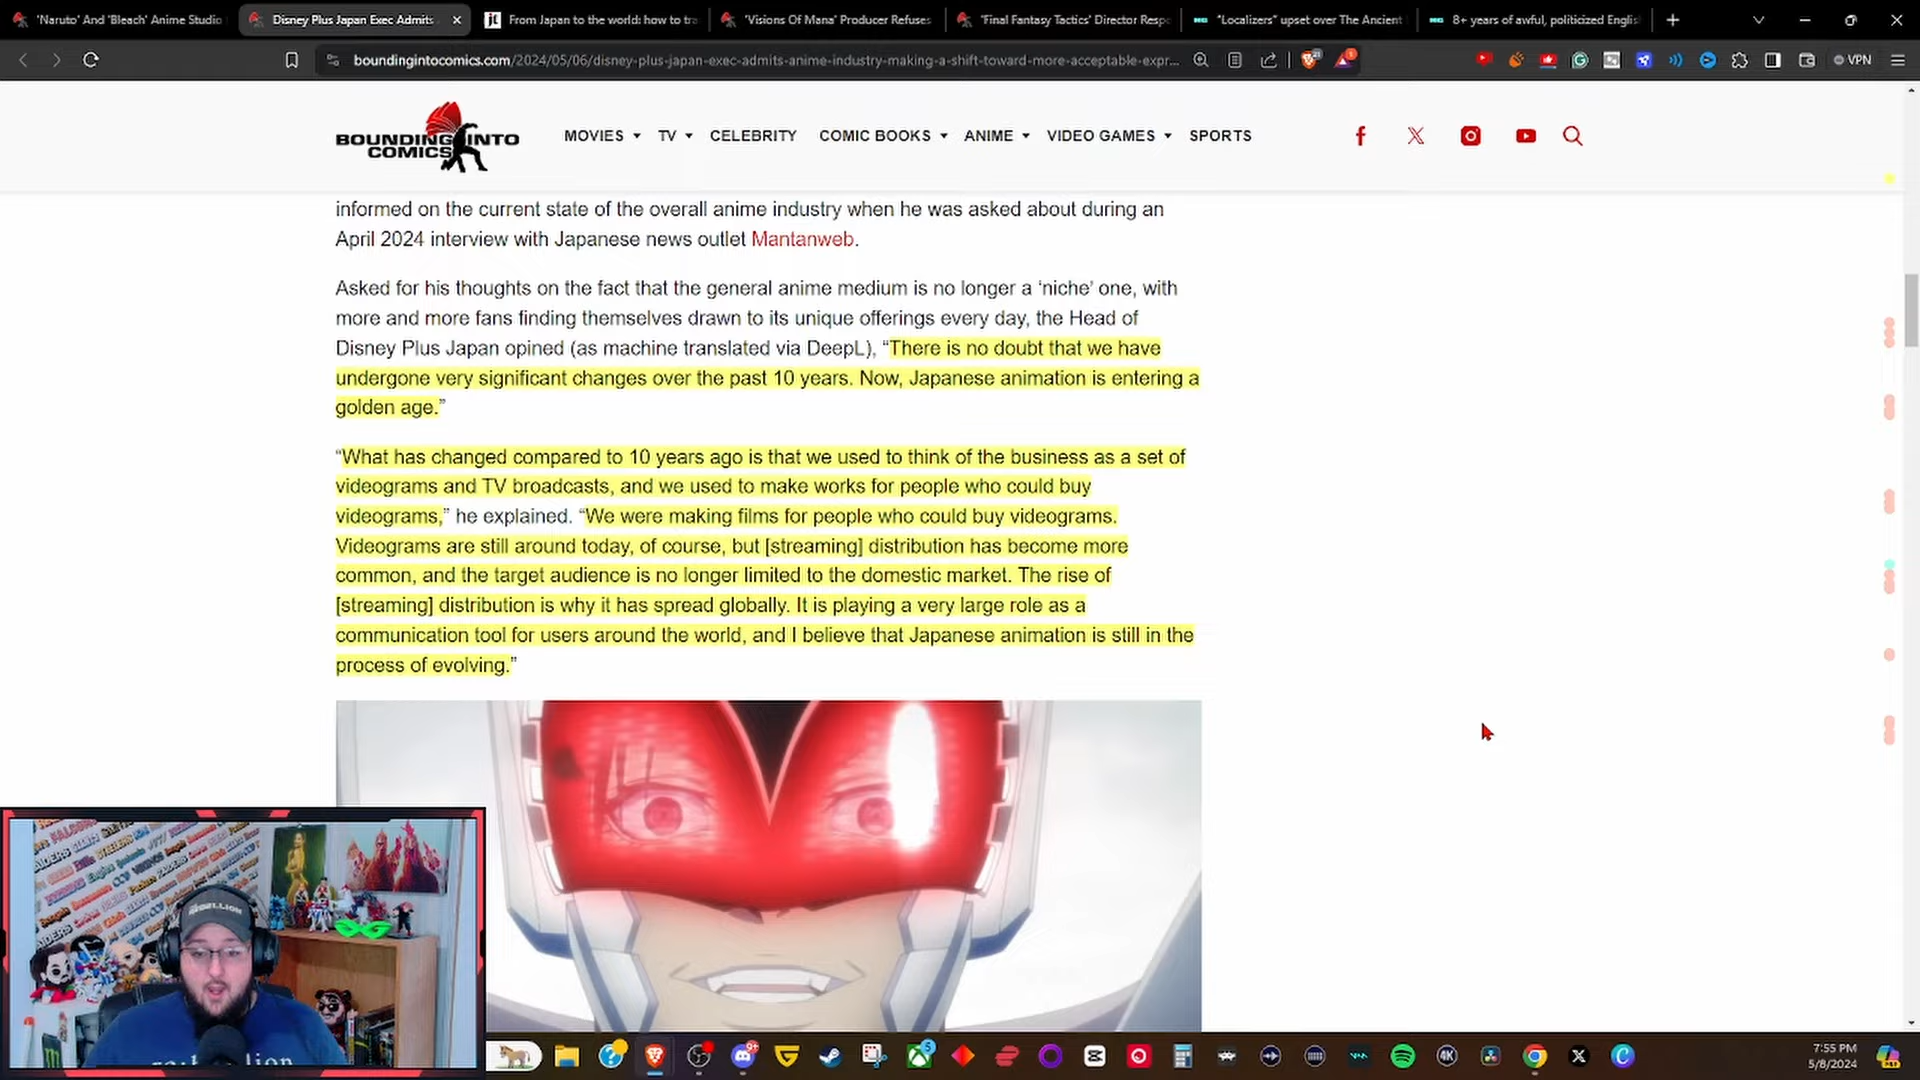 'Naruto' And 'Bleach' Anime Studio
Disney Plus Japan Exec Admits
jt
From Japan to the world: how to tra
'Visions Of Mana' Producer Refuses
'Final Fantasy Tactics' Director Resp
"Localizers" upset over The Ancient
8+ years of awful, politicized Englis
boundingintocomics.com/2024/05/06/disney-plus-japan-exec-admits-anime-industry-making-a-shift-toward-more-acceptable-expr...
VPN
BOUNDING INTO
COMICS
MOVIES
TV
CELEBRITY
COMIC BOOKS
ANIME
VIDEO GAMES
SPORTS
informed on the current state of the overall anime industry when he was asked about during an
April 2024 interview with Japanese news outlet Mantanweb.
Asked for his thoughts on the fact that the general anime medium is no longer a ‘niche’ one, with
more and more fans finding themselves drawn to its unique offerings every day, the Head of
Disney Plus Japan opined (as machine translated via DeepL), “There is no doubt that we have
undergone very significant changes over the past 10 years. Now, Japanese animation is entering a
golden age.”
“What has changed compared to 10 years ago is that we used to think of the business as a set of
videograms and TV broadcasts, and we used to make works for people who could buy
videograms,” he explained. “We were making films for people who could buy videograms.
Videograms are still around today, of course, but [streaming] distribution has become more
common, and the target audience is no longer limited to the domestic market. The rise of
[streaming] distribution is why it has spread globally. It is playing a very large role as a
communication tool for users around the world, and I believe that Japanese animation is still in the
process of evolving.”
REBELLION
4K
7:55 PM
5/8/2024